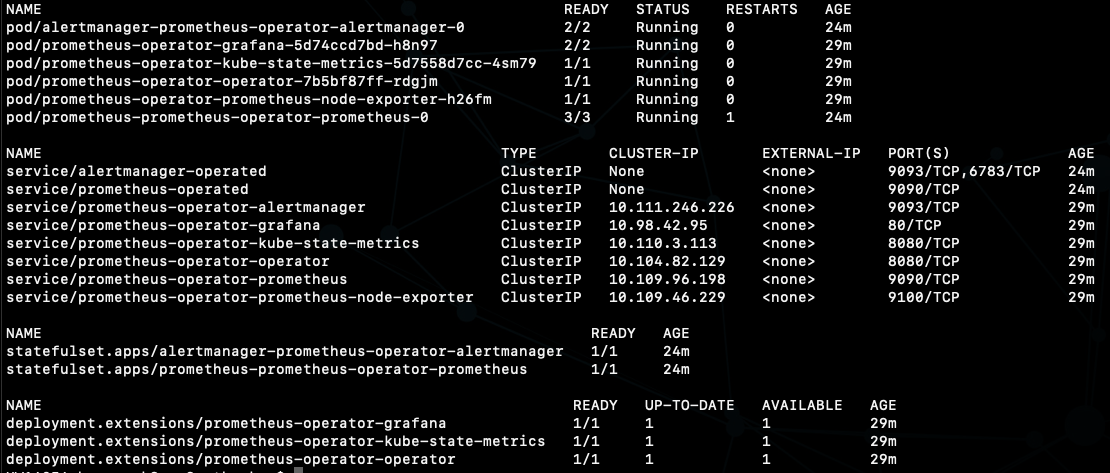 NAME READY STATUS RESTARTS AGE
pod/alertmanager-prometheus-operator-alertmanager-0 2/2 Running 0 24m
pod/prometheus-operator-grafana-5d74ccd7bd-h8n97 2/2 Running 0 29m
pod/prometheus-operator-kube-state-metrics-5d7558d7cc-4sm79 1/1 Running 0 29m
pod/prometheus-operator-operator-7b5bf87ff-rdgjm 1/1 Running 0 29m
pod/prometheus-operator-prometheus-node-exporter-h26fm 1/1 Running 0 29m
pod/prometheus-prometheus-operator-prometheus-0 3/3 Running 1 24m
NAME TYPE CLUSTER-IP EXTERNAL-IP PORT(S) AGE
service/alertmanager-operated ClusterIP None <none> 9093/TCP,6783/TCP 24m
service/prometheus-operated ClusterIP None <none> 9090/TCP 24m
service/prometheus-operator-alertmanager ClusterIP 10.111.246.226 <none> 9093/TCP 29m
service/prometheus-operator-grafana ClusterIP 10.98.42.95 <none> 80/TCP 29m
service/prometheus-operator-kube-state-metrics ClusterIP 10.110.3.113 <none> 8080/TCP 29m
service/prometheus-operator-operator ClusterIP 10.104.82.129 <none> 8080/TCP 29m
service/prometheus-operator-prometheus ClusterIP 10.109.96.198 <none> 9090/TCP 29m
service/prometheus-operator-prometheus-node-exporter ClusterIP 10.109.46.229 <none> 9100/TCP 29m
NAME READY AGE
statefulset.apps/alertmanager-prometheus-operator-alertmanager 1/1 24m
statefulset.apps/prometheus-prometheus-operator-prometheus 1/1 24m
NAME READY UP-TO-DATE AVAILABLE AGE
deployment.extensions/prometheus-operator-grafana 1/1 1 1 29m
deployment.extensions/prometheus-operator-kube-state-metrics 1/1 1 1 29m
deployment.extensions/prometheus-operator-operator 1/1 1 1 29m